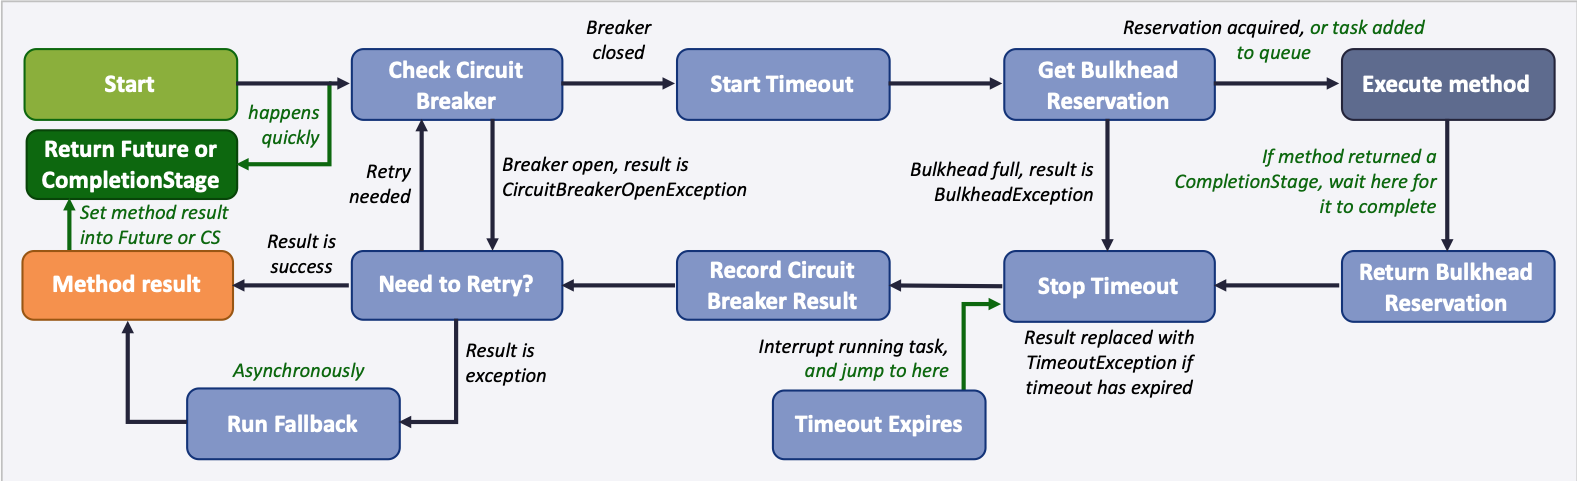 Breaker
closed
Reservation acquired, or task added
to queue
Start
Check Circuit
Breaker
Start Timeout
Get Bulkhead
Reservation
Execute method
happens
quickly
Return Future or
CompletionStage
Retry
needed
Breaker open, result is
CircuitBreakerOpenException
Bulkhead full, result is
BulkheadException
If method returned a
CompletionStage, wait here for
it to complete
Set method result
into Future or CS
Result is
success
Method result
Need to Retry?
Record Circuit
Breaker Result
Stop Timeout
Return Bulkhead
Reservation
Result is
exception
Interrupt running task,
and jump to here
Result replaced with
TimeoutException if
timeout has expired
Asynchronously
Run Fallback
Timeout Expires